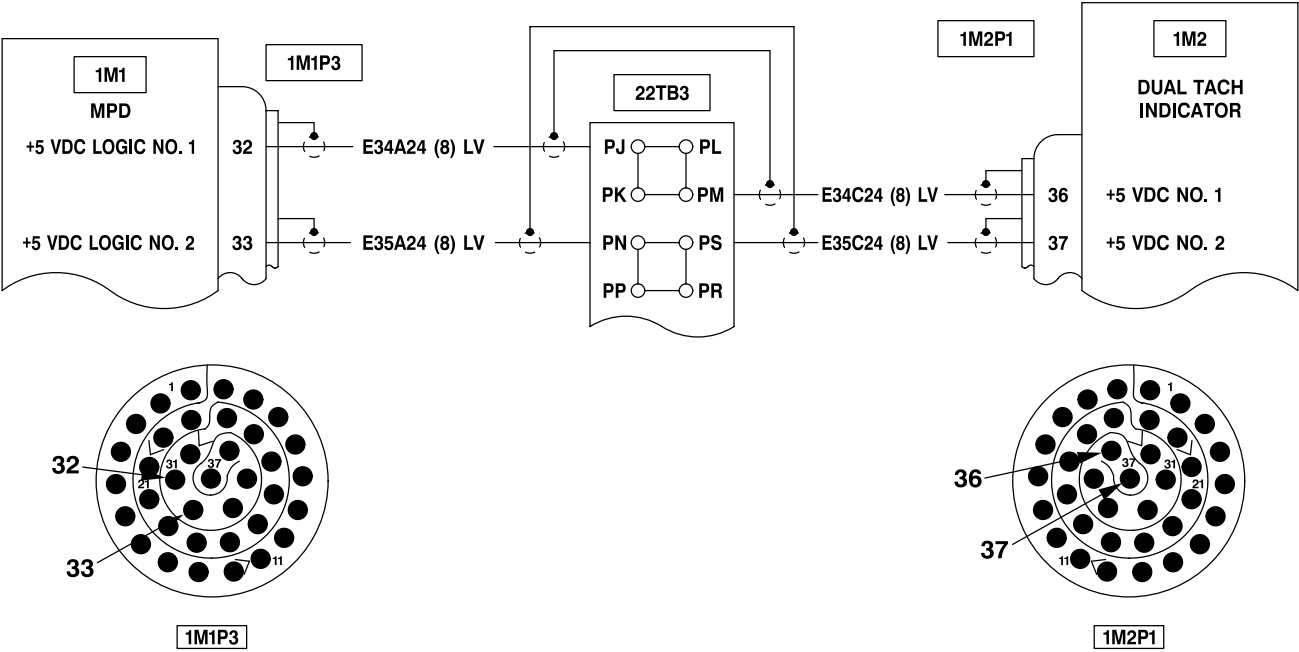 1M1
MPD
+5 VDC LOGIC NO. 1
+5 VDC LOGIC NO. 2
32
33
1M1P3
E34A24 (8) LV
E35A24 (8) LV
22TB3
PJ PL
PK PM
PN PS
PP PR
E34C24 (8) LV
E35C24 (8) LV
1M2P1
36
37
1M2
DUAL TACH
INDICATOR
+5 VDC NO. 1
+5 VDC NO. 2
1
32
31
37
21
33
11
1M1P3
1
36
37
31
21
37
11
1M2P1